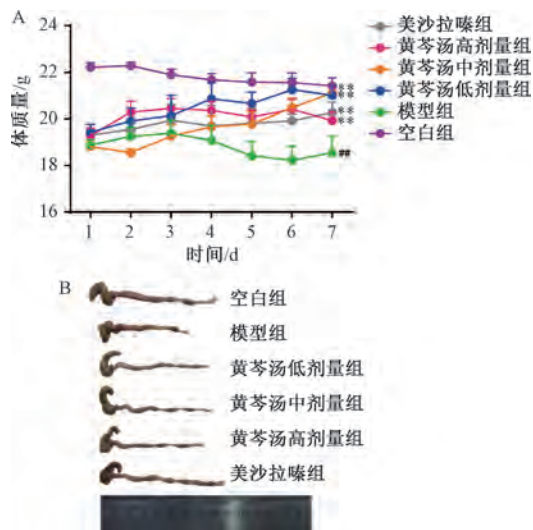 A
24
22
20
18
16
体质量/g
1 2 3 4 5 6 7
时间/d
**
**
**
**
##
美沙拉嗪组
黄芩汤高剂量组
黄芩汤中剂量组
黄芩汤低剂量组
模型组
空白组
B
空白组
模型组
黄芩汤低剂量组
黄芩汤中剂量组
黄芩汤高剂量组
美沙拉嗪组